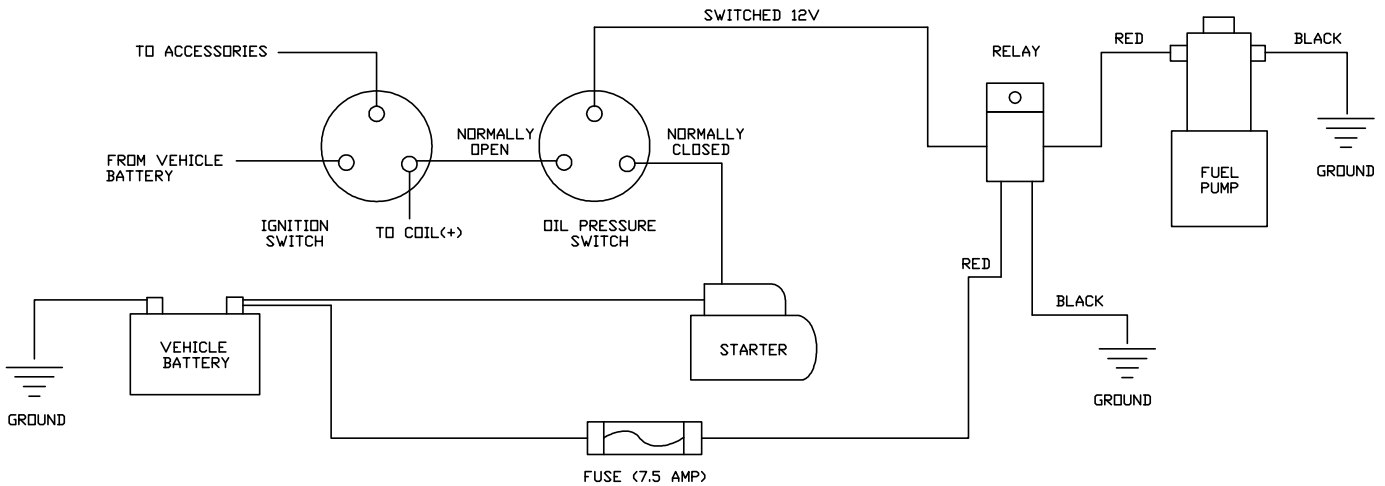 SWITCHED 12V
TO ACCESSORIES
RELAY
RED
BLACK
NORMALLY
OPEN
NORMALLY
CLOSED
FROM VEHICLE
BATTERY
GROUND
FUEL
PUMP
IGNITION
SWITCH
TO COIL(+)
OIL PRESSURE
SWITCH
RED
BLACK
VEHICLE
BATTERY
STARTER
GROUND
GROUND
FUSE (7.5 AMP)